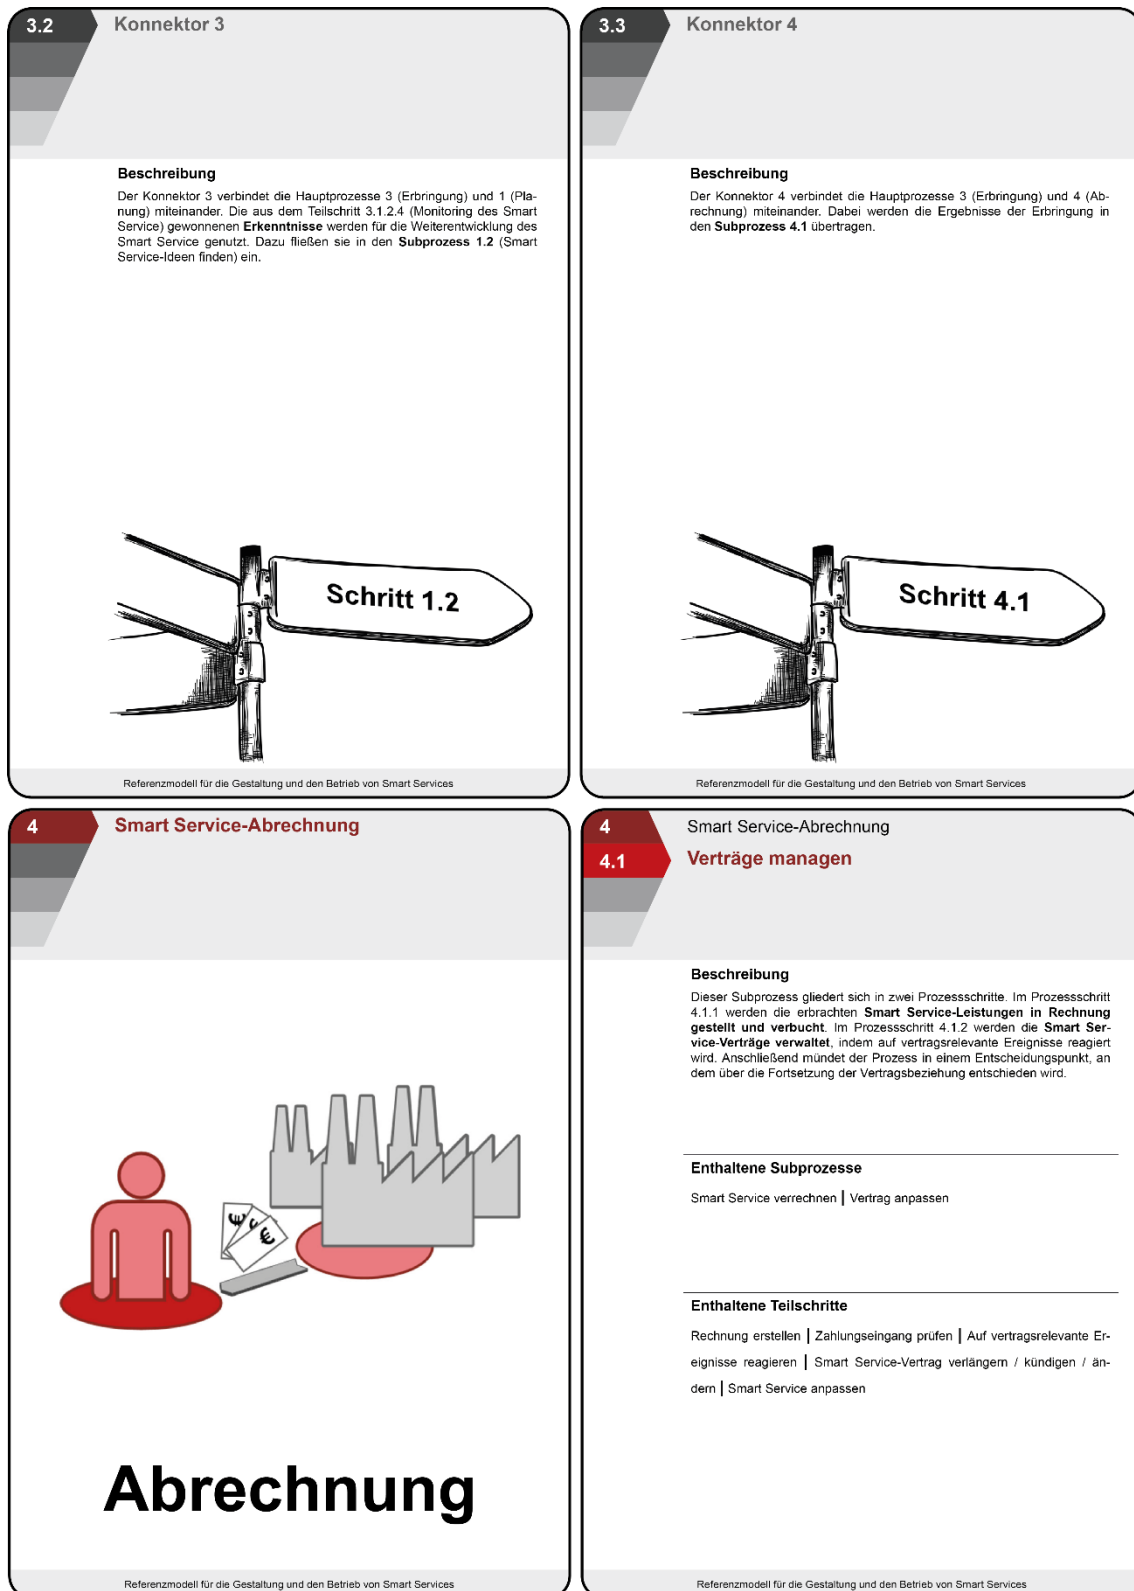 3.2
Konnektor 3
Beschreibung
Der Konnektor 3 verbindet die Hauptprozesse 3 (Erbringung) und 1 (Pla-
nung) miteinander. Die aus dem Teilschritt 3.1.2.4 (Monitoring des Smart
Service) gewonnenen Erkenntnisse werden für die Weiterentwicklung des
Smart Service genutzt. Dazu fließen sie in den Subprozess 1.2 (Smart
Service-Ideen finden) ein.
Schritt 1.2
Referenzmodell für die Gestaltung und den Betrieb von Smart Services
3.3
Konnektor 4
Beschreibung
Der Konnektor 4 verbindet die Hauptprozesse 3 (Erbringung) und 4 (Ab-
rechnung) miteinander. Dabei werden die Ergebnisse der Erbringung in
den Subprozess 4.1 übertragen.
Schritt 4.1
Referenzmodell für die Gestaltung und den Betrieb von Smart Services
4
Smart Service-Abrechnung
€
€
€
Abrechnung
Referenzmodell für die Gestaltung und den Betrieb von Smart Services
4
Smart Service-Abrechnung
4.1
Verträge managen
Beschreibung
Dieser Subprozess gliedert sich in zwei Prozessschritte. Im Prozessschritt
4.1.1 werden die erbrachten Smart Service-Leistungen in Rechnung
gestellt und verbucht. Im Prozessschritt 4.1.2 werden die Smart Ser-
vice-Verträge verwaltet, indem auf vertragsrelevante Ereignisse reagiert
wird. Anschließend mündet der Prozess in einem Entscheidungspunkt, an
dem über die Fortsetzung der Vertragsbeziehung entschieden wird.
Enthaltene Subprozesse
Smart Service verrechnen | Vertrag anpassen
Enthaltene Teilschritte
Rechnung erstellen | Zahlungseingang prüfen | Auf vertragsrelevante Er-
eignisse reagieren | Smart Service-Vertrag verlängern / kündigen / än-
dern | Smart Service anpassen
Referenzmodell für die Gestaltung und den Betrieb von Smart Services